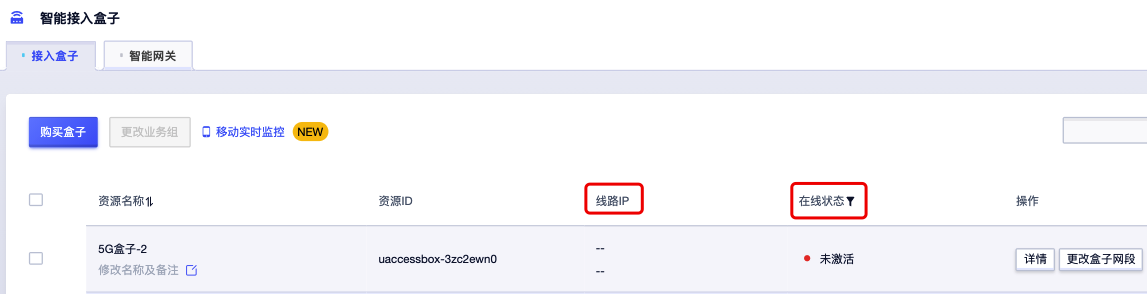 智能接入盒子
接入盒子 智能网关
购买盒子 更改业务组 移动实时监控 NEW
资源名称 资源ID 线路IP 在线状态 操作
5G盒子-2 -- 
修改名称及备注 uaccessbox-3zc2ewn0 -- 未激活 详情 更改盒子网段